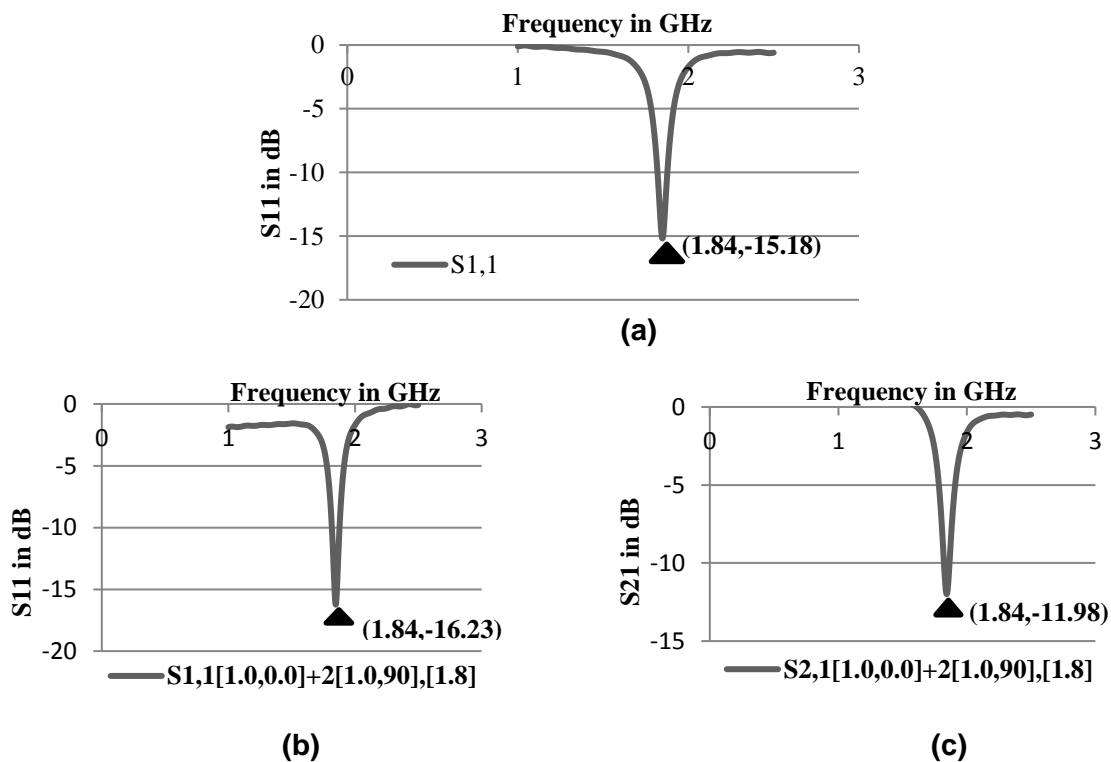 Frequency in GHz
0
-5
-10
-15
-20
0 1 2 3
S11 in dB
(1.84,-15.18)
S1,1
(a)
Frequency in GHz
0
-5
-10
-15
-20
0 1 2 3
S11 in dB
(1.84,-16.23)
S1,1[1.0,0.0]+2[1.0,90],[1.8]
(b)
Frequency in GHz
0
-5
-10
-15
0 1 2 3
S21 in dB
(1.84,-11.98)
S2,1[1.0,0.0]+2[1.0,90],[1.8]
(c)